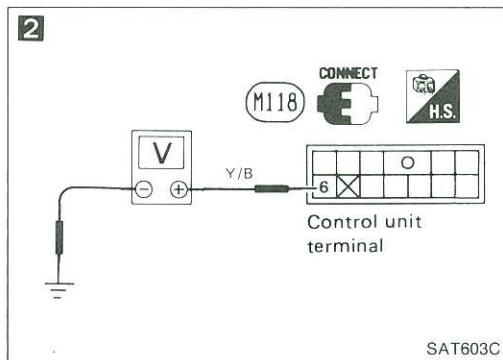 2
CONNECT
M118
H.S.
V
Y/B
6
Control unit
terminal
SAT603C